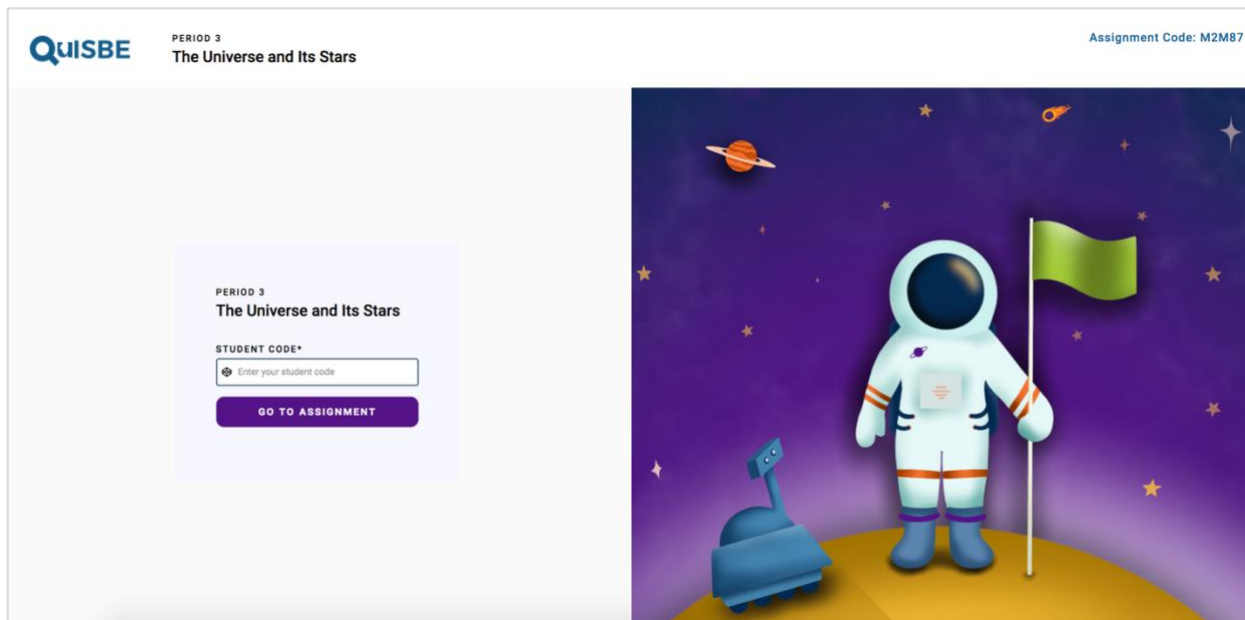 QuISBE
PERIOD 3
The Universe and Its Stars
Assignment Code: M2M87
PERIOD 3
The Universe and Its Stars
STUDENT CODE*
Enter your student code
GO TO ASSIGNMENT